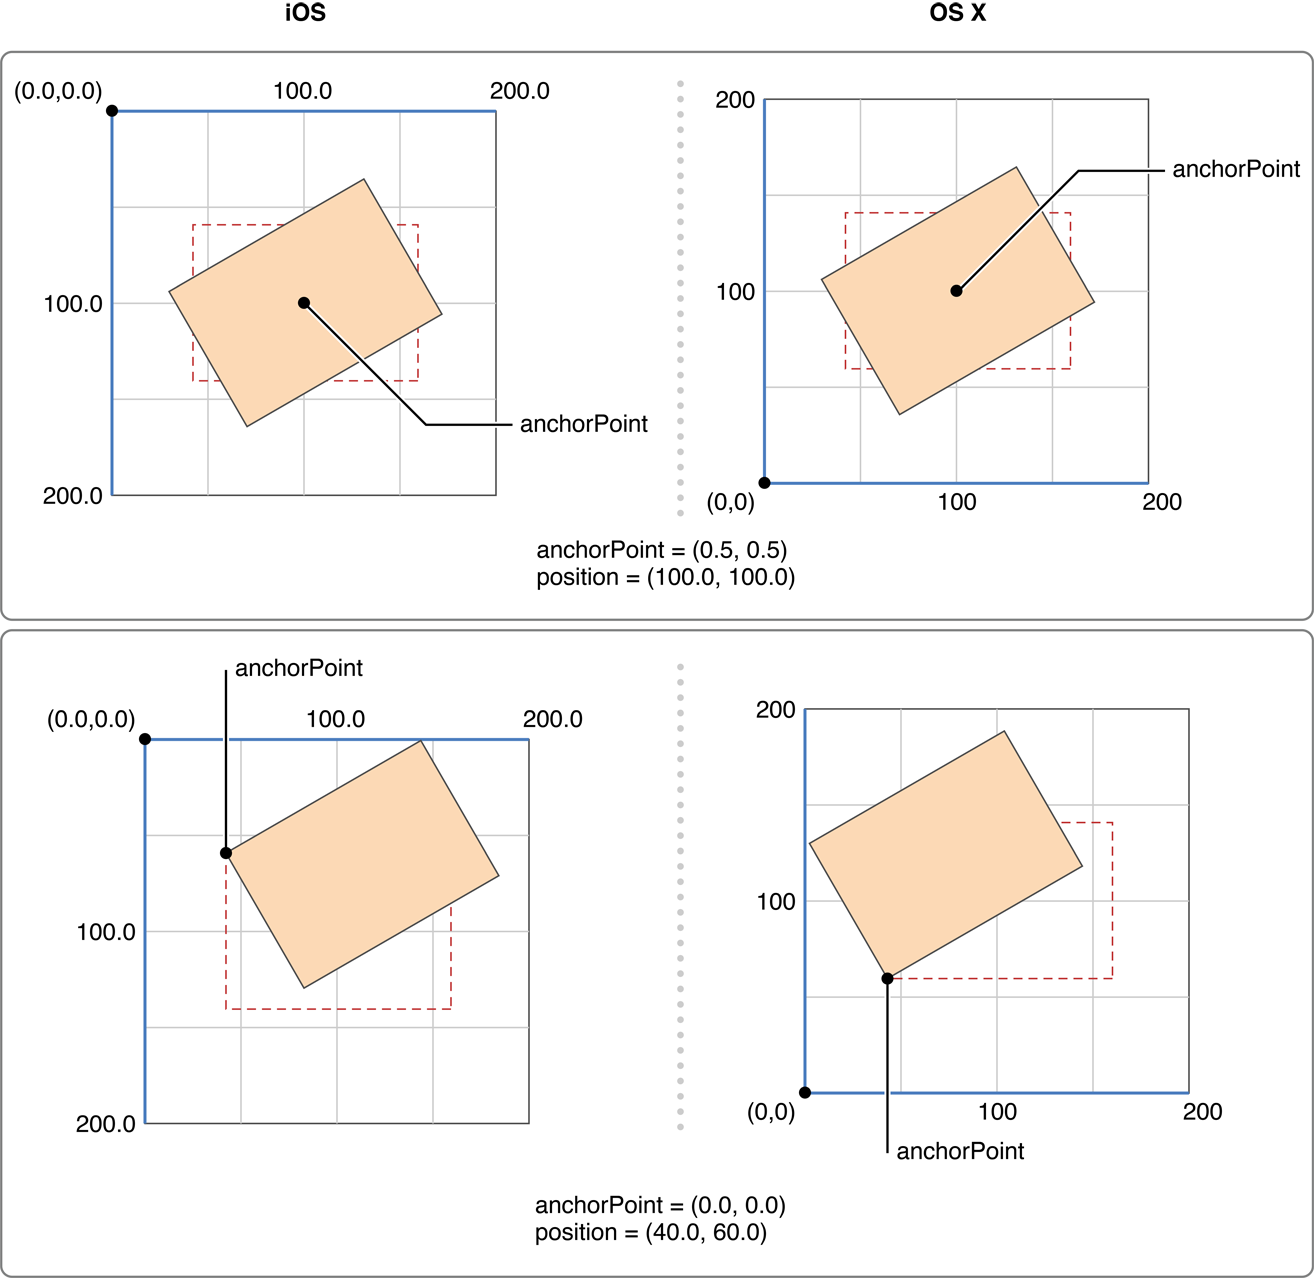 iOS
OS X
(0.0,0.0)
100.0
200.0
100.0
200.0
anchorPoint
200
100
(0,0)
100
200
anchorPoint
anchorPoint = (0.5, 0.5)
position = (100.0, 100.0)
anchorPoint
(0.0,0.0)
100.0
200.0
100.0
200.0
200
100
(0,0)
100
200
anchorPoint
anchorPoint = (0.0, 0.0)
position = (40.0, 60.0)